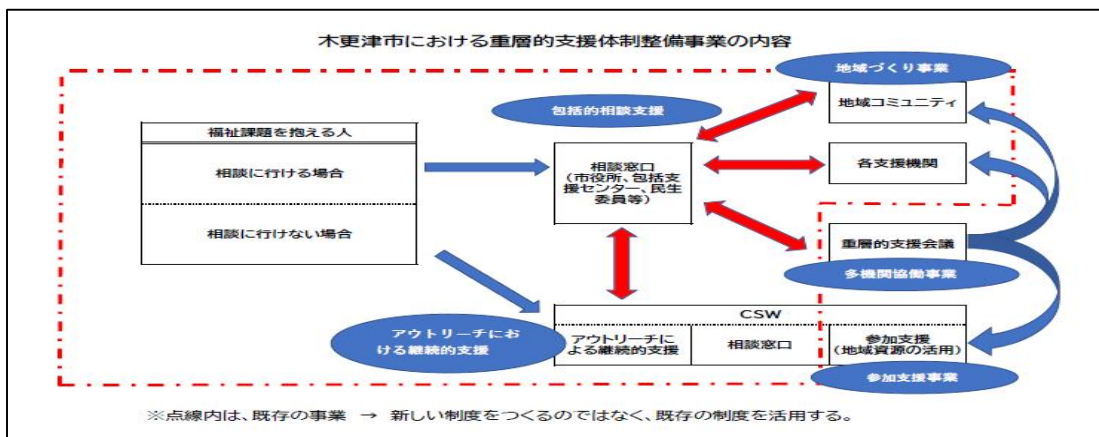 木更津市における重層的支援体制整備事業の内容
地域づくり事業
地域コミュニティ
包括的相談支援
福祉課題を抱える人
相談に行ける場合
相談に行けない場合
相談窓口
(市役所、包括支
援センター、民生
委員等)
各支援機関
重層的支援会議
多機関協働事業
CSW
アウトリーチにお
ける継続的支援
アウトリーチに
よる継続的支援
相談窓口
参加支援
(地域資源の活用)
参加支援事業
※点線内は、既存の事業 → 新しい制度をつくるのではなく、既存の制度を活用する。